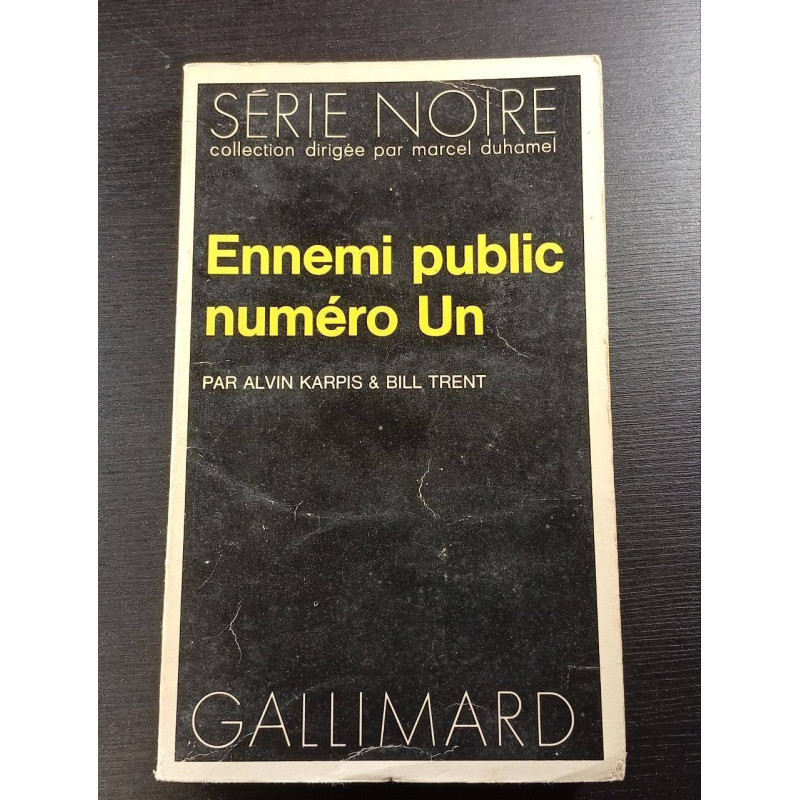 SÉRIE NOIRE
collection dirigée par marcel duhamel
Ennemi public
numéro Un
PAR ALVIN KARPIS & BILL TRENT
GALLIMARD